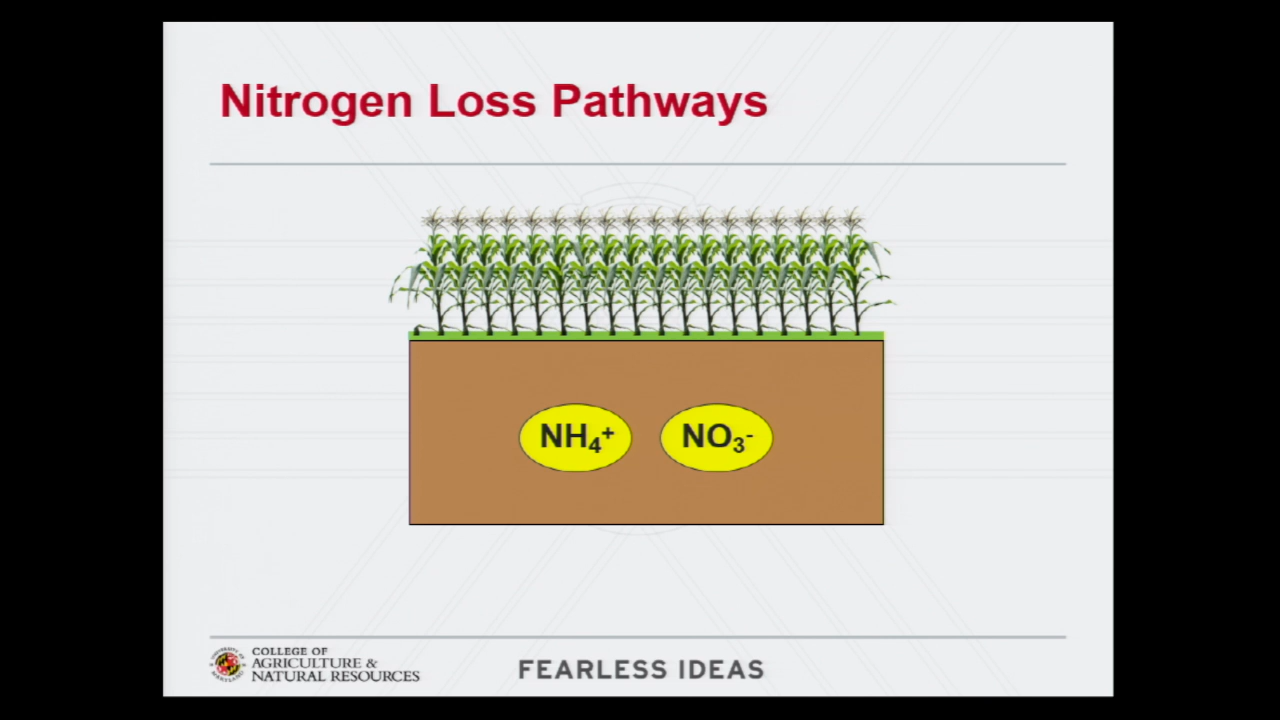 Nitrogen Loss Pathways
NH₄⁺ NO₃⁻
COLLEGE OF
AGRICULTURE &
NATURAL RESOURCES
FEARLESS IDEAS